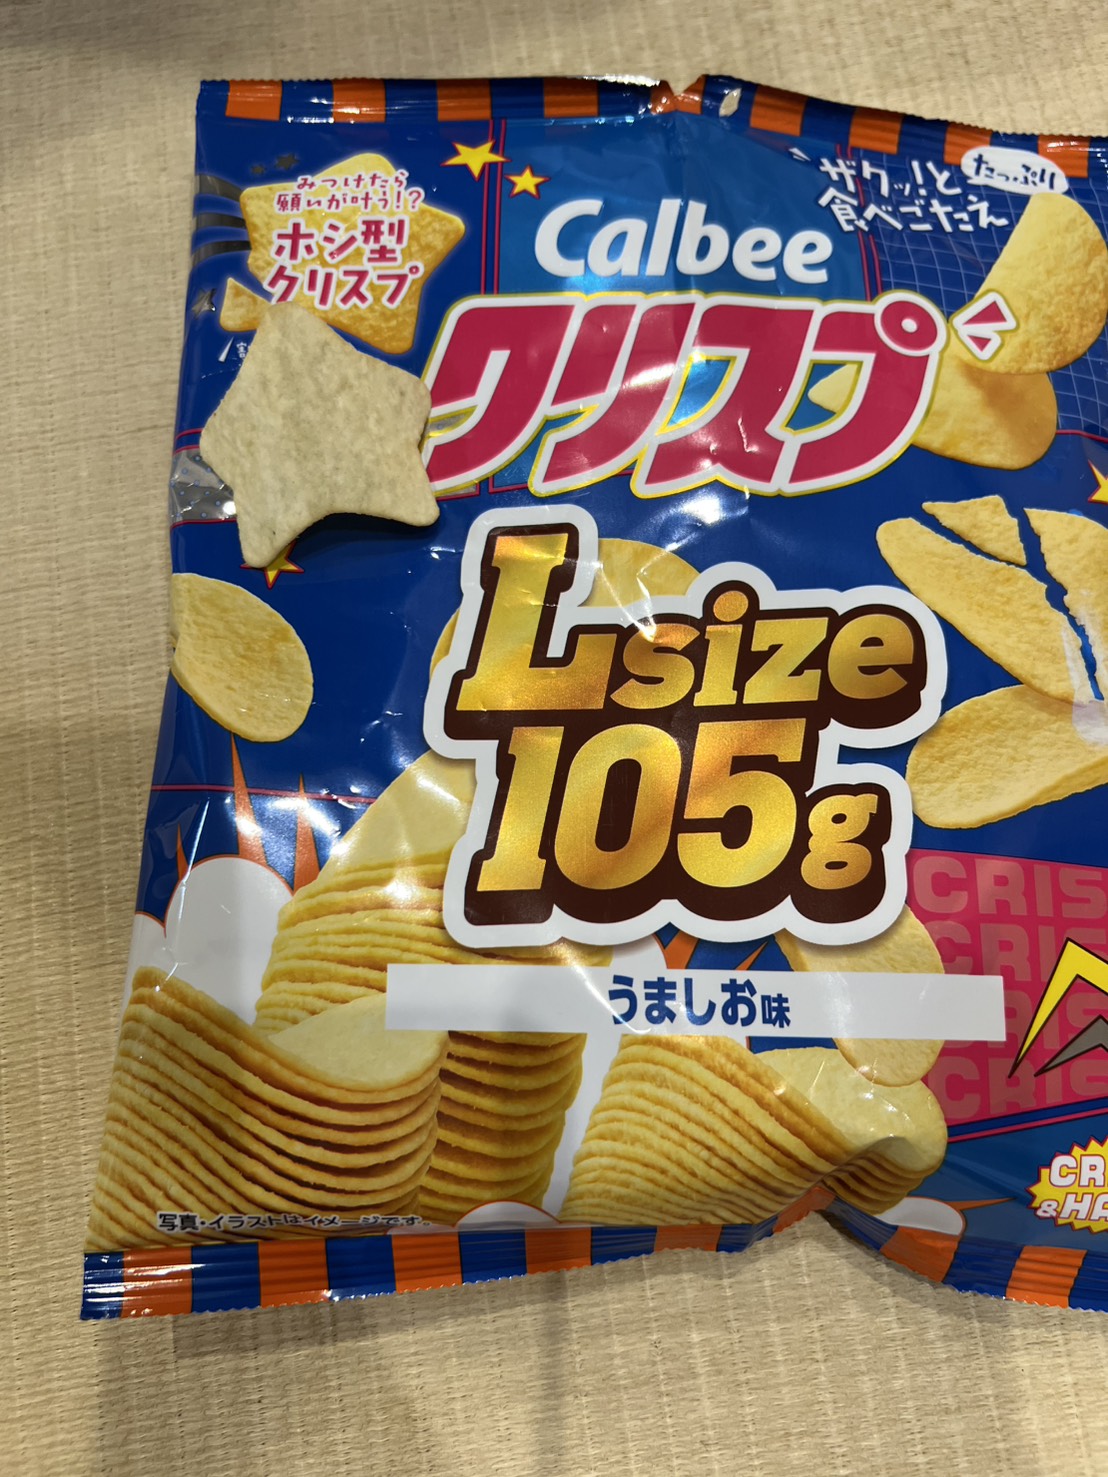 みつけたら
願いが叶う!?
ホシ型
クリスプ
Calbee
クリスプ
ザクッ!と
食べごたえ
たっぷり
Lsize
105g
うましお味
CRIS
CRIS
CRIS
写真・イラストはイメージです。